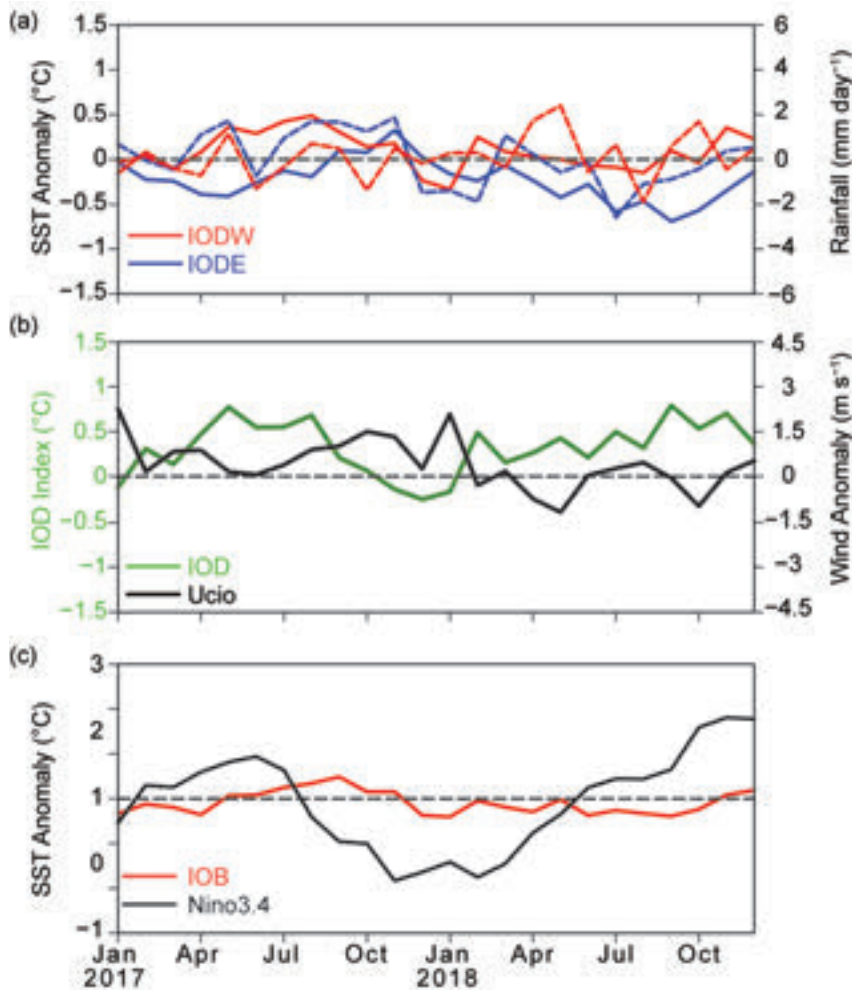 (a)
1.5
1
0.5
0
−0.5
−1
−1.5
SST Anomaly (°C)
6
4
2
0
−2
−4
−6
Rainfall (mm day⁻¹)
IODW
IODE
(b)
1.5
1
0.5
0
−0.5
−1
−1.5
IOD Index (°C)
4.5
3
1.5
0
−1.5
−3
−4.5
Wind Anomaly (m s⁻¹)
IOD
Ucio
(c)
3
2
1
0
−1
SST Anomaly (°C)
IOB
Nino3.4
Jan Apr Jul Oct Jan Apr Jul Oct
2017 2018